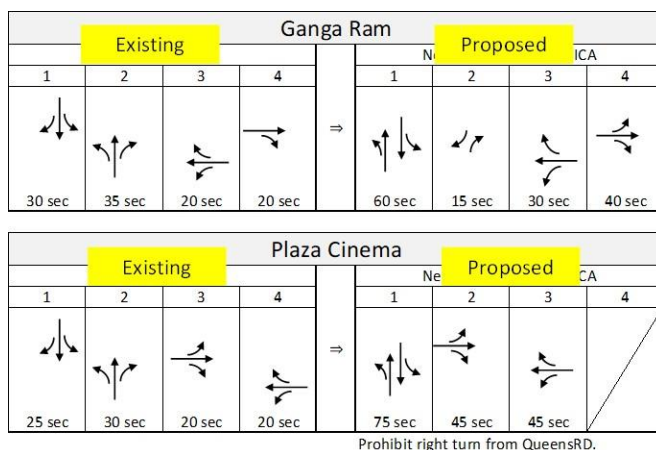 Ganga Ram
Existing
Proposed
1 2 3 4 ⇒ 1 2 3 4
30 sec 35 sec 20 sec 20 sec 60 sec 15 sec 30 sec 40 sec
Plaza Cinema
Existing
Proposed
1 2 3 4 ⇒ 1 2 3 4
25 sec 30 sec 20 sec 20 sec 75 sec 45 sec 45 sec
Prohibit right turn from QueensRD.